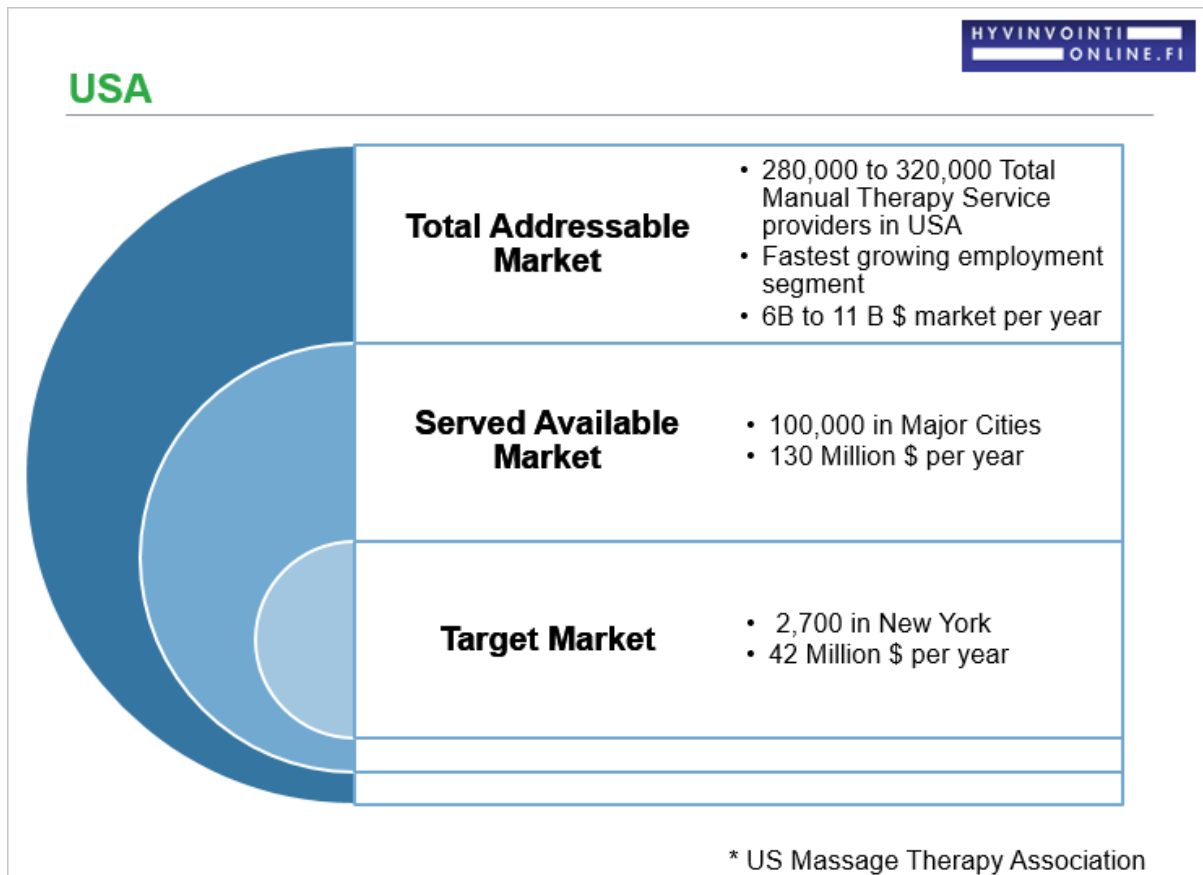 HYVINVOINTI
ONLINE.FI
USA
Total Addressable
Market
• 280,000 to 320,000 Total
Manual Therapy Service
providers in USA
• Fastest growing employment
segment
• 6B to 11 B $ market per year
Served Available
Market
• 100,000 in Major Cities
• 130 Million $ per year
Target Market
• 2,700 in New York
• 42 Million $ per year
* US Massage Therapy Association